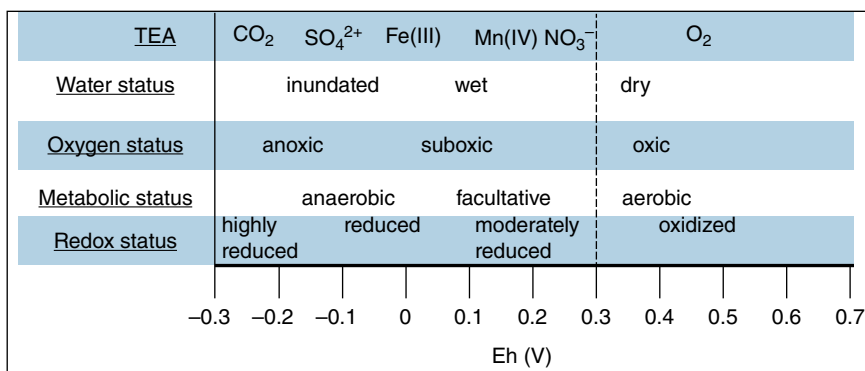 TEA CO₂ SO₄²⁺ Fe(III) Mn(IV) NO₃⁻ O₂
Water status inundated wet dry
Oxygen status anoxic suboxic oxic
Metabolic status anaerobic facultative aerobic
Redox status highly reduced reduced moderately reduced oxidized
–0.3 –0.2 –0.1 0 0.1 0.2 0.3 0.4 0.5 0.6 0.7
Eh (V)